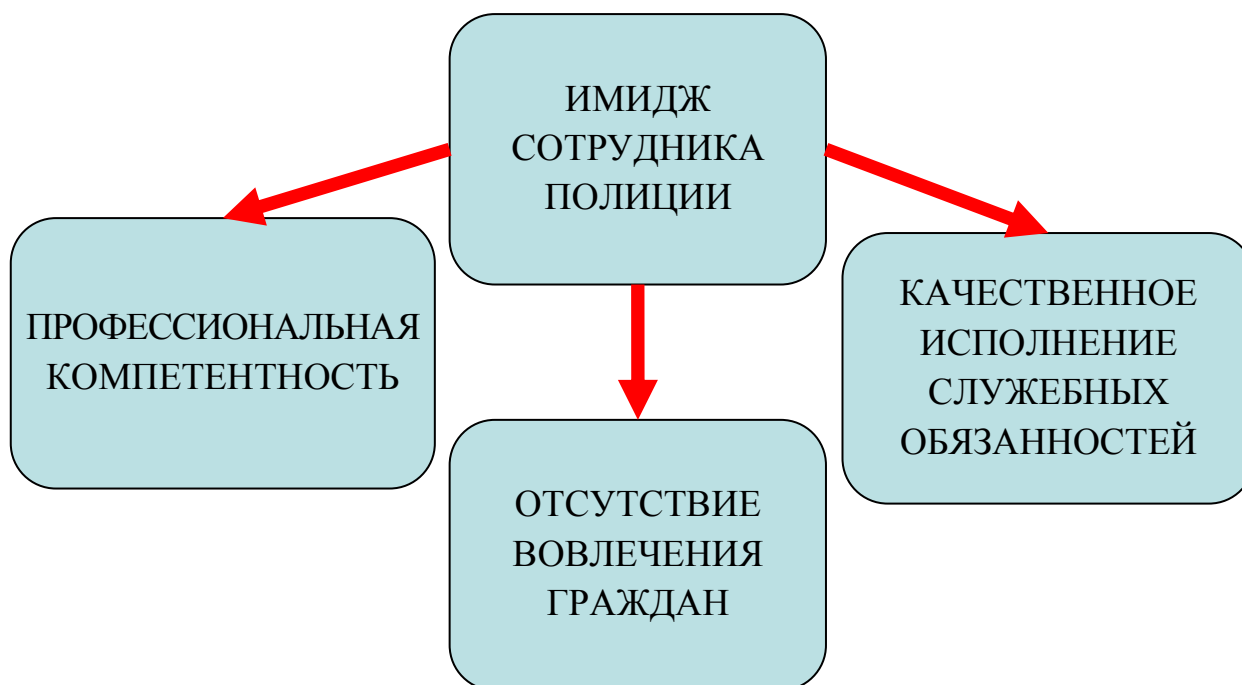 ИМИДЖ
СОТРУДНИКА
ПОЛИЦИИ
ПРОФЕССИОНАЛЬНАЯ
КОМПЕТЕНТНОСТЬ
КАЧЕСТВЕННОЕ
ИСПОЛНЕНИЕ
СЛУЖЕБНЫХ
ОБЯЗАННОСТЕЙ
ОТСУТСТВИЕ
ВОВЛЕЧЕНИЯ
ГРАЖДАН